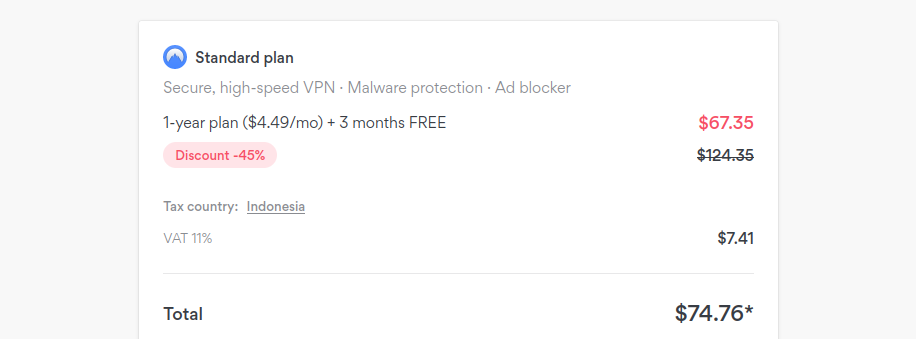 Standard plan
Secure, high-speed VPN · Malware protection · Ad blocker
1-year plan ($4.49/mo) + 3 months FREE $67.35
Discount -45% $124.35
Tax country: Indonesia
VAT 11% $7.41
Total $74.76*